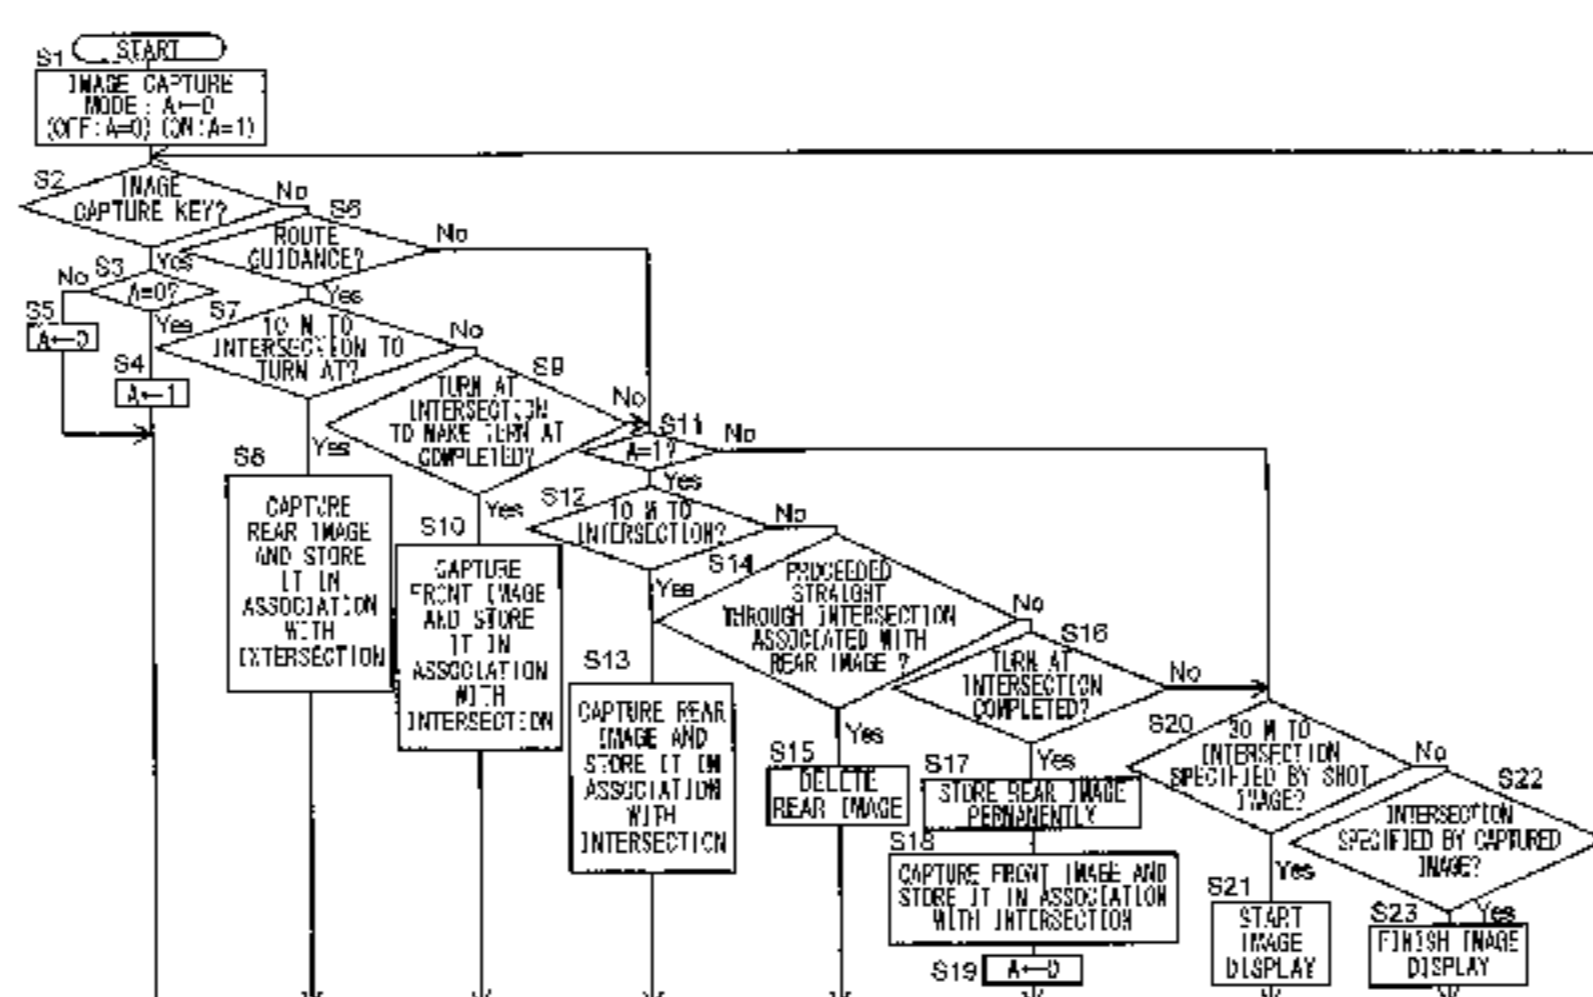 START
S1
IMAGE CAPTURE
MODE: A←0
(OFF:A=0) (ON:A=1)
S2
IMAGE
CAPTURE KEY?
No
Yes
S6
ROUTE
GUIDANCE?
No
Yes
S3
A=0?
No
Yes
S5
A←0
S4
A←1
S7
10 M TO
INTERSECTION TO
TURN AT?
No
Yes
S8
CAPTURE
REAR IMAGE
AND STORE
IT IN
ASSOCIATION
WITH
INTERSECTION
S9
TURN AT
INTERSECTION
TO MAKE TURN AT
COMPLETED?
No
Yes
S10
CAPTURE
FRONT IMAGE
AND STORE
IT IN
ASSOCIATION
WITH
INTERSECTION
S11
A=1?
No
Yes
S12
10 M TO
INTERSECTION?
No
Yes
S13
CAPTURE REAR
IMAGE AND
STORE IT IN
ASSOCIATION
WITH
INTERSECTION
S14
PROCEEDED
STRAIGHT
THROUGH INTERSECTION
ASSOCIATED WITH
REAR IMAGE ?
No
Yes
S15
DELETE
REAR IMAGE
S16
TURN AT
INTERSECTION
COMPLETED?
No
Yes
S17
STORE REAR IMAGE
PERMANENTLY
S18
CAPTURE FRONT IMAGE AND
STORE IT IN ASSOCIATION
WITH INTERSECTION
S19
A←0
S20
30 M TO
INTERSECTION
SPECIFIED BY SHOT
IMAGE?
No
Yes
S21
START
IMAGE
DISPLAY
S22
INTERSECTION
SPECIFIED BY CAPTURED
IMAGE?
Yes
S23
FINISH IMAGE
DISPLAY